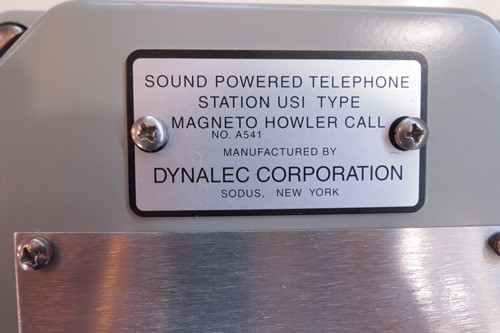 SOUND POWERED TELEPHONE
STATION USI TYPE
MAGNETO HOWLER CALL
NO. A541
MANUFACTURED BY
DYNALEC CORPORATION
SODUS, NEW YORK